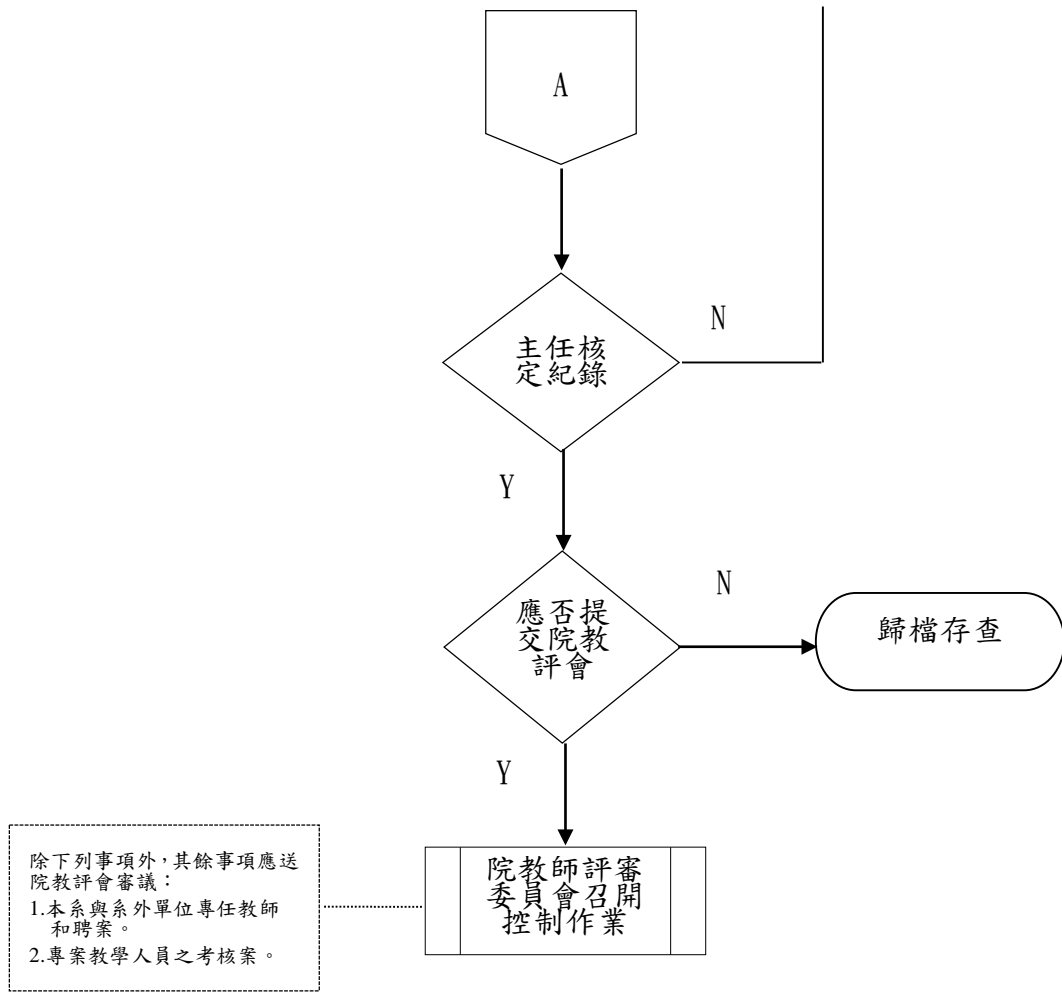 A
N
主任核
定紀錄
Y
N
應否提
交院教
評會
歸檔存查
Y
除下列事項外，其餘事項應送
院教評會審議：
1.本系與系外單位專任教師
和聘案。
2.專案教學人員之考核案。
院教師評審
委員會召開
控制作業